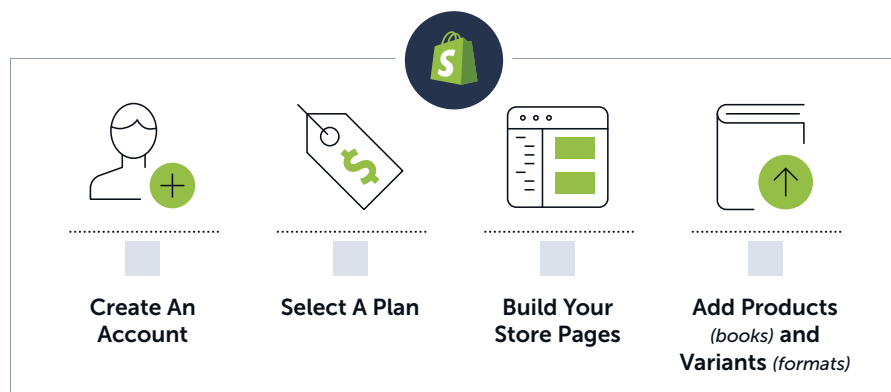 S
$
Create An
Account
Select A Plan
Build Your
Store Pages
Add Products
(books) and
Variants (formats)